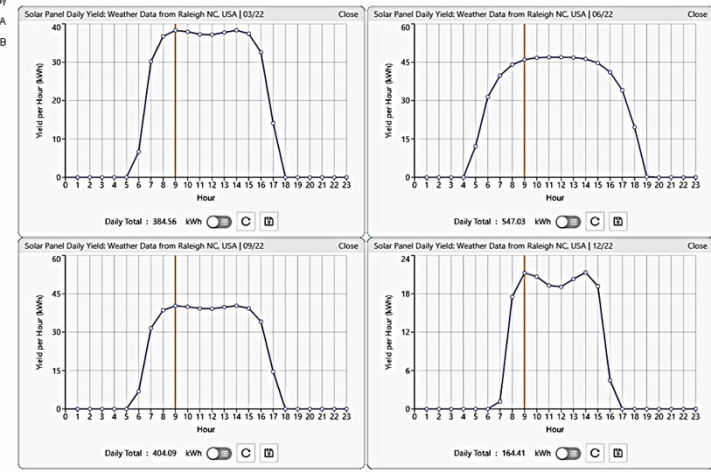 y
A
B
Solar Panel Daily Yield: Weather Data from Raleigh NC, USA | 03/22 Close
Yield per Hour (kWh)
40
30
20
10
0
0 1 2 3 4 5 6 7 8 9 10 11 12 13 14 15 16 17 18 19 20 21 22 23
Hour
Daily Total : 384.56 kWh
Solar Panel Daily Yield: Weather Data from Raleigh NC, USA | 06/22 Close
Yield per Hour (kWh)
60
45
30
15
0
0 1 2 3 4 5 6 7 8 9 10 11 12 13 14 15 16 17 18 19 20 21 22 23
Hour
Daily Total : 547.03 kWh
Solar Panel Daily Yield: Weather Data from Raleigh NC, USA | 09/22 Close
Yield per Hour (kWh)
60
45
30
15
0
0 1 2 3 4 5 6 7 8 9 10 11 12 13 14 15 16 17 18 19 20 21 22 23
Hour
Daily Total : 404.09 kWh
Solar Panel Daily Yield: Weather Data from Raleigh NC, USA | 12/22 Close
Yield per Hour (kWh)
24
18
12
6
0
0 1 2 3 4 5 6 7 8 9 10 11 12 13 14 15 16 17 18 19 20 21 22 23
Hour
Daily Total : 164.41 kWh